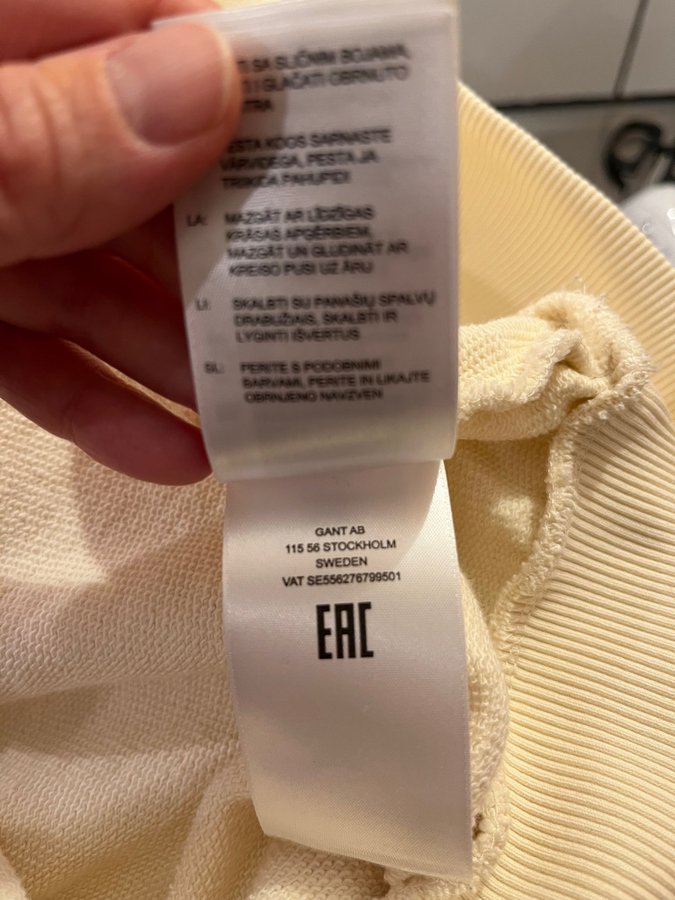 TI SA SLIČNIM BOJAMA,
TI I GLAČATI OBRNUTO
TRA
PESTA KOOS SARNASTE
VÄRVIDEGA, PESTA JA
TRIIKIDA PAHUPIDI
LA: MAZGĀT AR LĪDZĪGAS
KRĀSAS APĢĒRBIEM,
MAZGĀT UN GLUDINĀT AR
KREISO PUSI UZ ĀRU
LI: SKALBTI SU PANAŠIŲ SPALVŲ
DRABUŽIAIS, SKALBTI IR
LYGINTI IŠVERTUS
SL: PERITE S PODOBNIMI
BARVAMI, PERITE IN LIKAJTE
OBRNJENO NAVZVEN
GANT AB
115 56 STOCKHOLM
SWEDEN
VAT SE556276799501
EAC